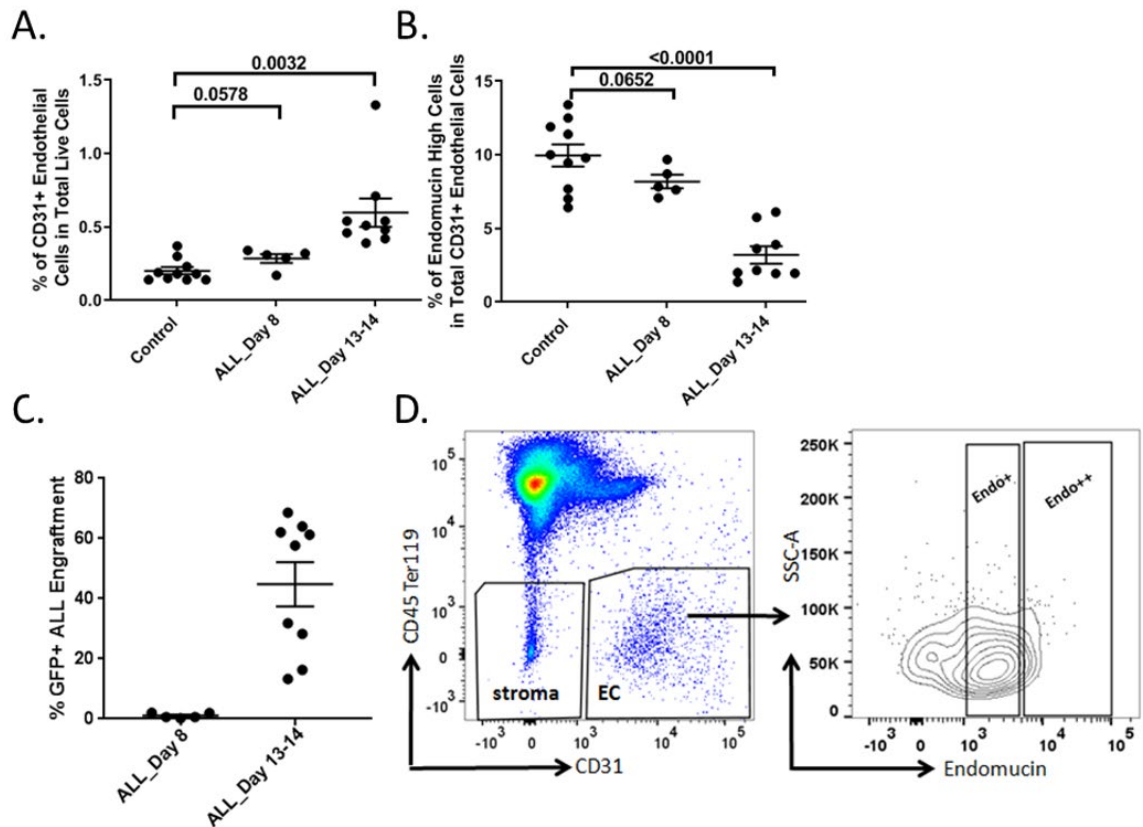 A.
% of CD31+ Endothelial
Cells in Total Live Cells
1.5
1.0
0.5
0.0
0.0032
0.0578
Control
ALL_Day 8
ALL_Day 13-14
B.
% of Endomucin High Cells
in Total CD31+ Endothelial Cells
15
10
5
0
<0.0001
0.0652
Control
ALL_Day 8
ALL_Day 13-14
C.
% GFP+ ALL Engraftment
80
60
40
20
0
ALL_Day 8
ALL_Day 13-14
D.
CD45 Ter119
10^5
10^4
10^3
0
-10^3
stroma
EC
-10^3 0 10^3 10^4 10^5
CD31
SSC-A
250K
200K
150K
100K
50K
0
Endo+
Endo++
-10^3 0 10^3 10^4 10^5
Endomucin